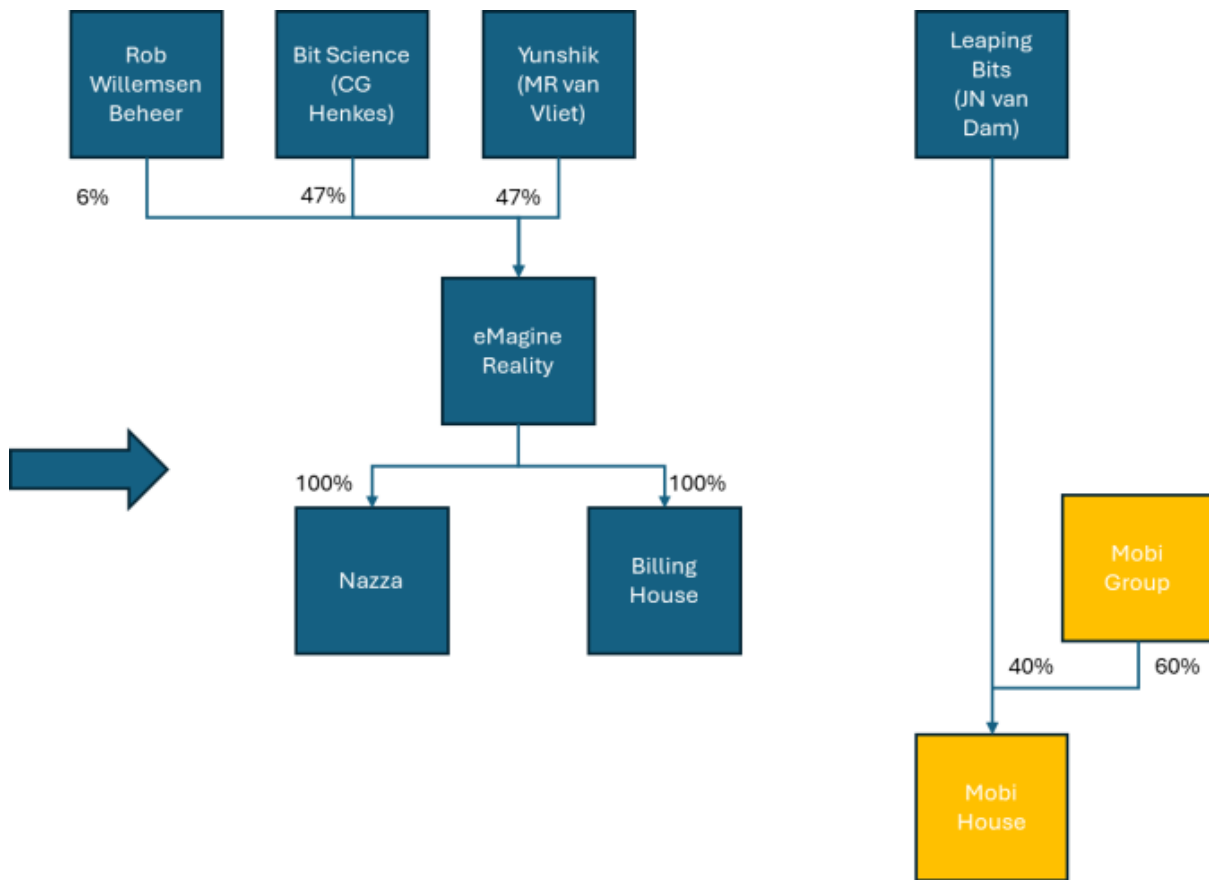 Rob
Willemsen
Beheer
Bit Science
(CG
Henkes)
Yunshik
(MR van
Vliet)
Leaping
Bits
(JN van
Dam)
6%
47%
47%
eMagine
Reality
100%
100%
Nazza
Billing
House
Mobi
Group
40%
60%
Mobi
House